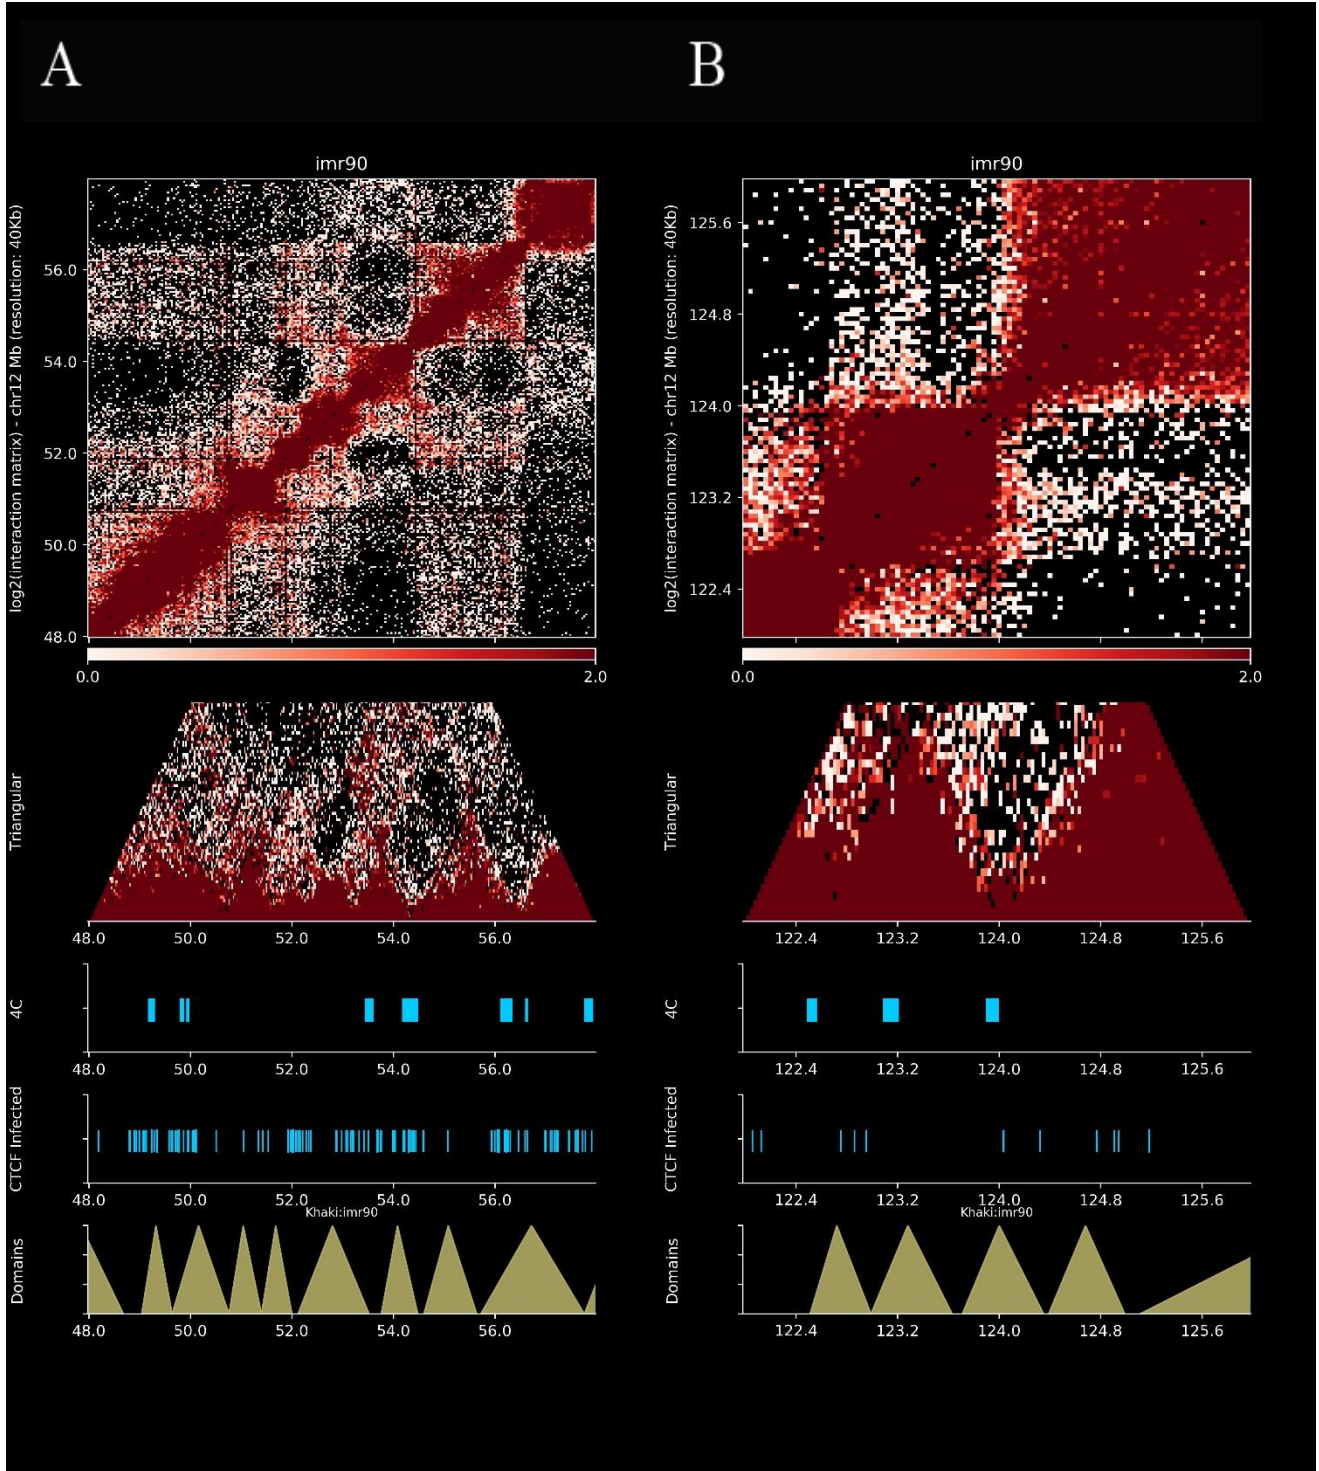 A
B
imr90
log2(interaction matrix) - chr12 Mb (resolution: 40Kb)
56.0
54.0
52.0
50.0
48.0
0.0 2.0
Triangular
48.0 50.0 52.0 54.0 56.0
4C
48.0 50.0 52.0 54.0 56.0
CTCF Infected
48.0 50.0 52.0 54.0 56.0
Khaki:imr90
Domains
48.0 50.0 52.0 54.0 56.0
imr90
log2(interaction matrix) - chr12 Mb (resolution: 40Kb)
125.6
124.8
124.0
123.2
122.4
0.0 2.0
Triangular
122.4 123.2 124.0 124.8 125.6
4C
122.4 123.2 124.0 124.8 125.6
CTCF Infected
122.4 123.2 124.0 124.8 125.6
Khaki:imr90
Domains
122.4 123.2 124.0 124.8 125.6